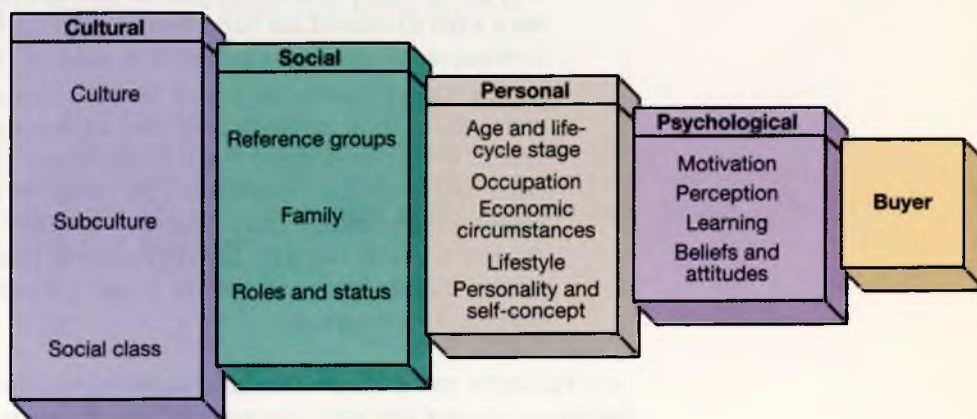 Cultural
Culture
Subculture
Social class
Social
Reference groups
Family
Roles and status
Personal
Age and life-
cycle stage
Occupation
Economic
circumstances
Lifestyle
Personality and
self-concept
Psychological
Motivation
Perception
Learning
Beliefs and
attitudes
Buyer